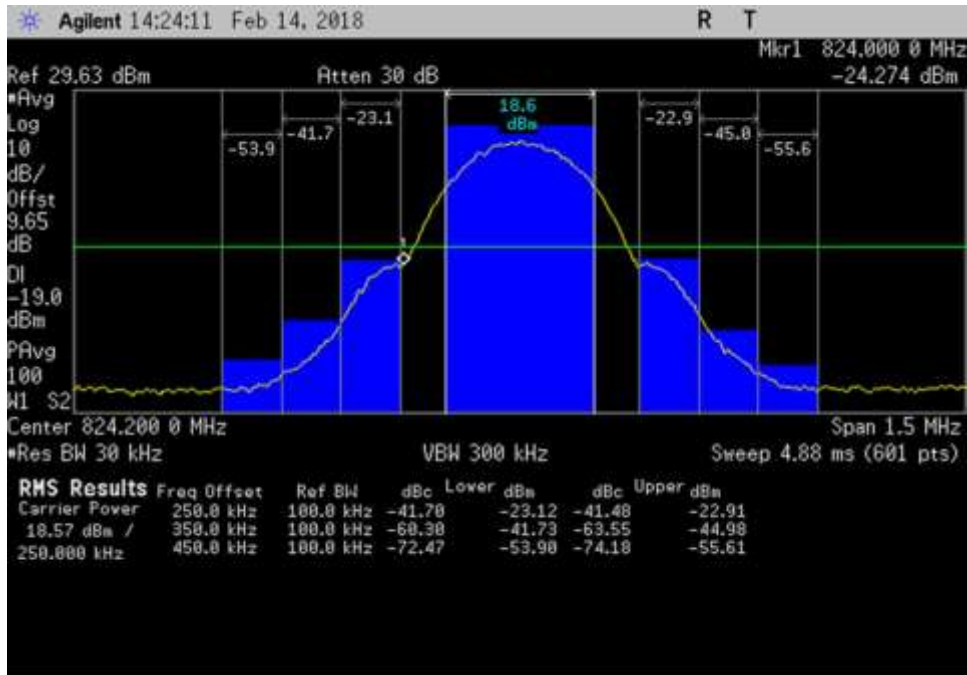 Agilent 14:24:11 Feb 14, 2018 R T
Mkr1 824.000 0 MHz
Ref 29.63 dBm Atten 30 dB -24.274 dBm
#Avg
Log
10
dB/
Offst
9.65
dB
DI
-19.0
dBm
PAvg
100
W1 S2
-53.9
-41.7
-23.1
18.6
dBm
-22.9
-45.0
-55.6
1
Center 824.200 0 MHz Span 1.5 MHz
#Res BW 30 kHz VBW 300 kHz Sweep 4.88 ms (601 pts)
RMS Results Freq Offset Ref BW dBc Lower dBm dBc Upper dBm
Carrier Power 250.0 kHz 100.0 kHz -41.70 -23.12 -41.48 -22.91
18.57 dBm / 350.0 kHz 100.0 kHz -60.30 -41.73 -63.55 -44.98
250.000 kHz 450.0 kHz 100.0 kHz -72.47 -53.90 -74.18 -55.61